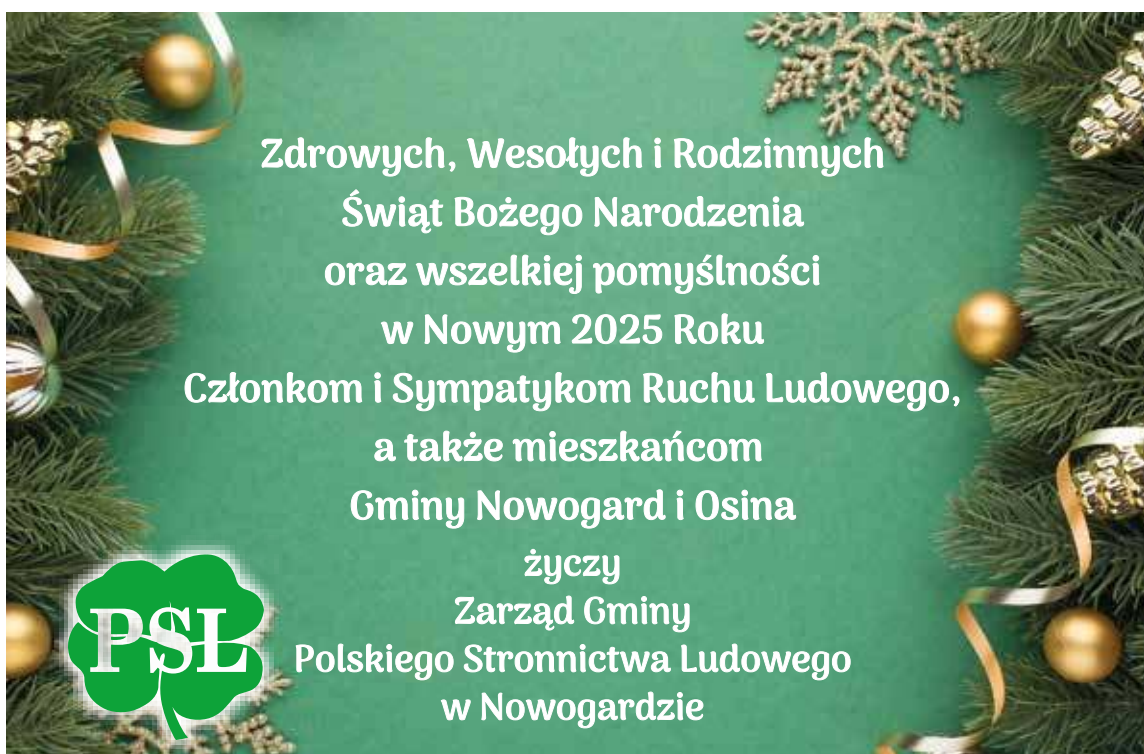 Zdrowych, Wesołych i Rodzinnych
Świąt Bożego Narodzenia
oraz wszelkiej pomyślności
w Nowym 2025 Roku
Członkom i Sympatykom Ruchu Ludowego,
a także mieszkańcom
Gminy Nowogard i Osina
życzy
Zarząd Gminy
Polskiego Stronnictwa Ludowego
w Nowogardzie
PSL